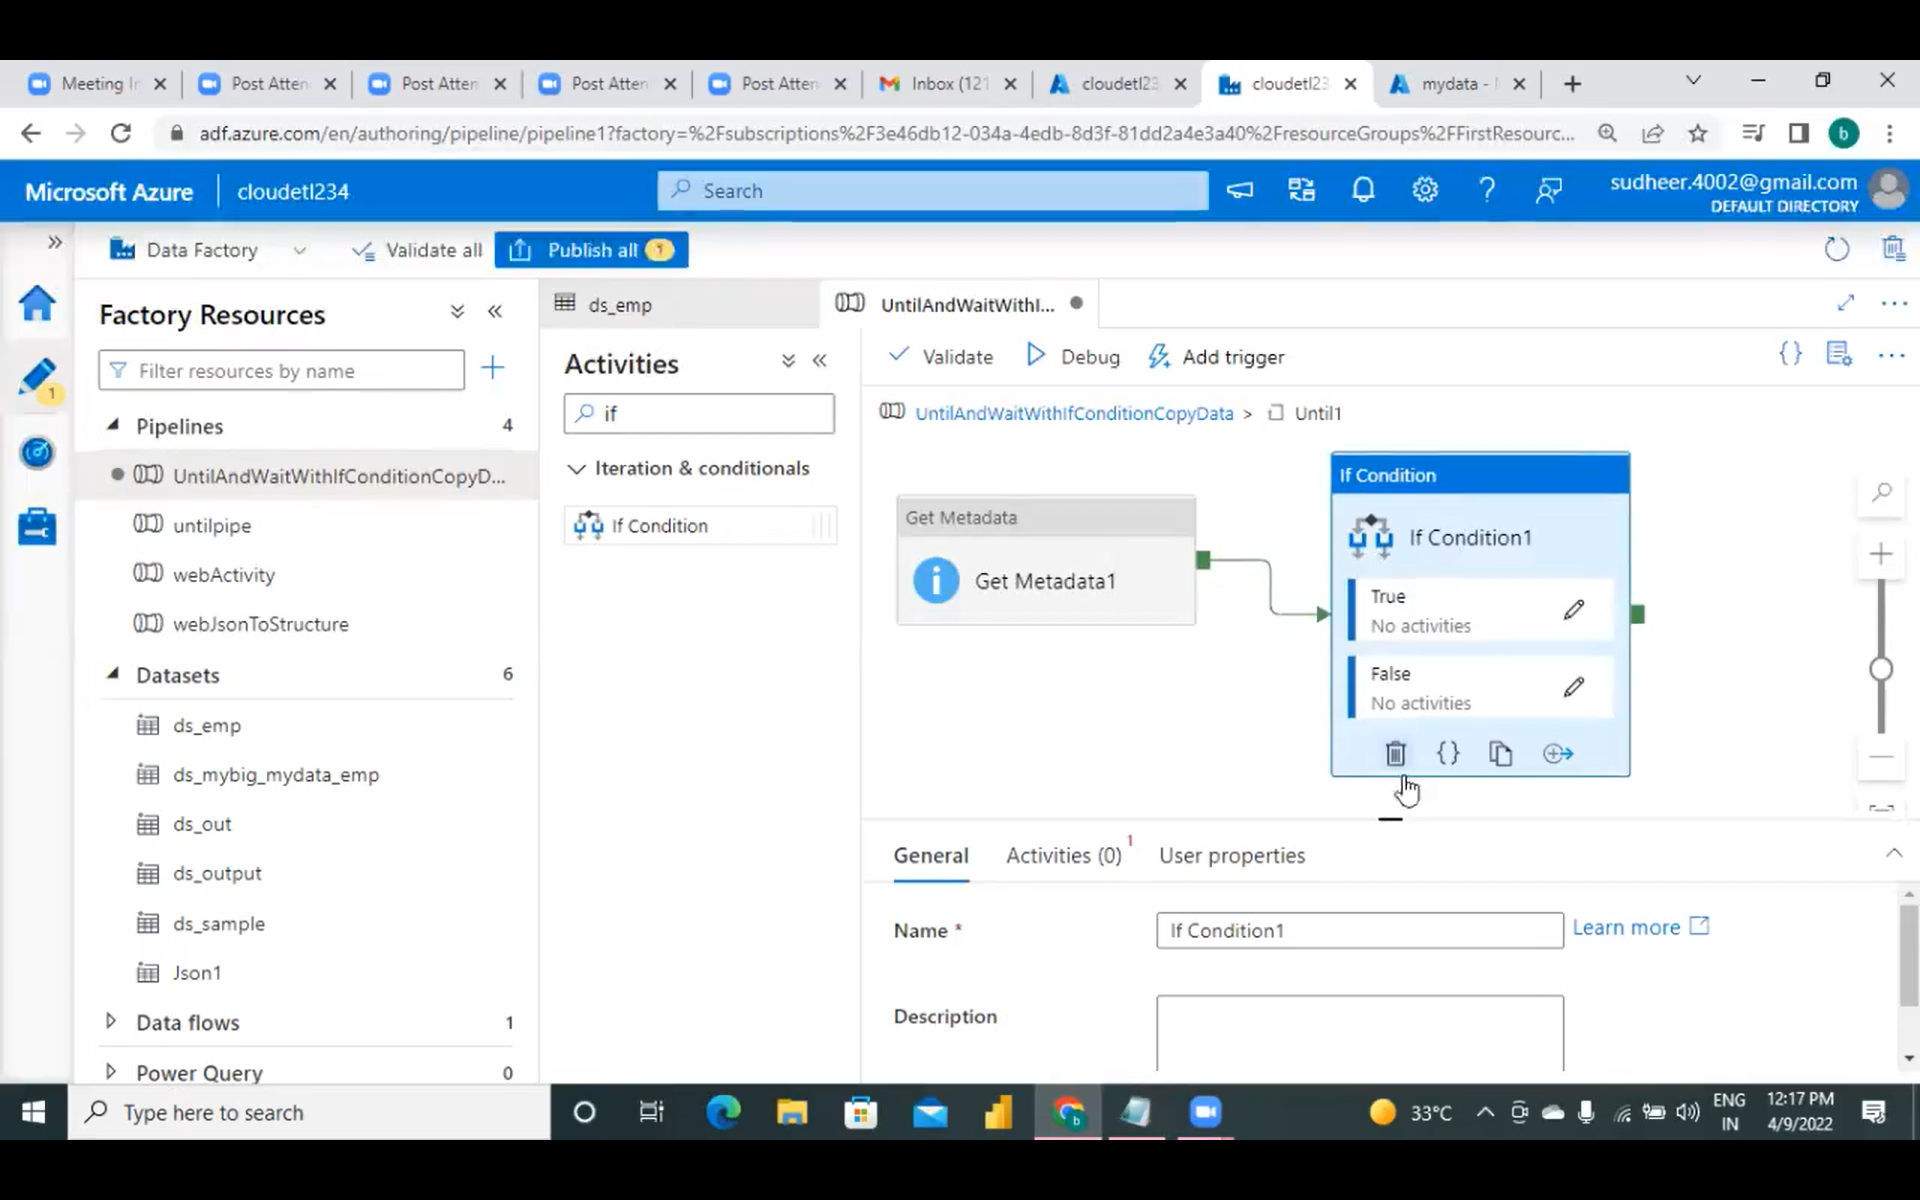 Meeting In
Post Atten
Post Atten
Post Atten
Post Atten
Inbox (121
cloudetl23
cloudetl23
mydata -
adf.azure.com/en/authoring/pipeline/pipeline1?factory=%2Fsubscriptions%2F3e46db12-034a-4edb-8d3f-81dd2a4e3a40%2FresourceGroups%2FFirstResourc...
b
Microsoft Azure
cloudetl234
Search
sudheer.4002@gmail.com
DEFAULT DIRECTORY
Data Factory
Validate all
Publish all 1
Factory Resources
Filter resources by name
1
Pipelines 4
UntilAndWaitWithIfConditionCopyD...
untilpipe
webActivity
webJsonToStructure
Datasets 6
ds_emp
ds_mybig_mydata_emp
ds_out
ds_output
ds_sample
Json1
Data flows 1
Power Query 0
ds_emp
UntilAndWaitWithI...
Activities
if
Iteration & conditionals
If Condition
Validate
Debug
Add trigger
UntilAndWaitWithIfConditionCopyData > Until1
Get Metadata
Get Metadata1
If Condition
If Condition1
True
No activities
False
No activities
General
Activities (0) 1
User properties
Name *
If Condition1
Learn more
Description
Type here to search
33°C
ENG
IN
12:17 PM
4/9/2022